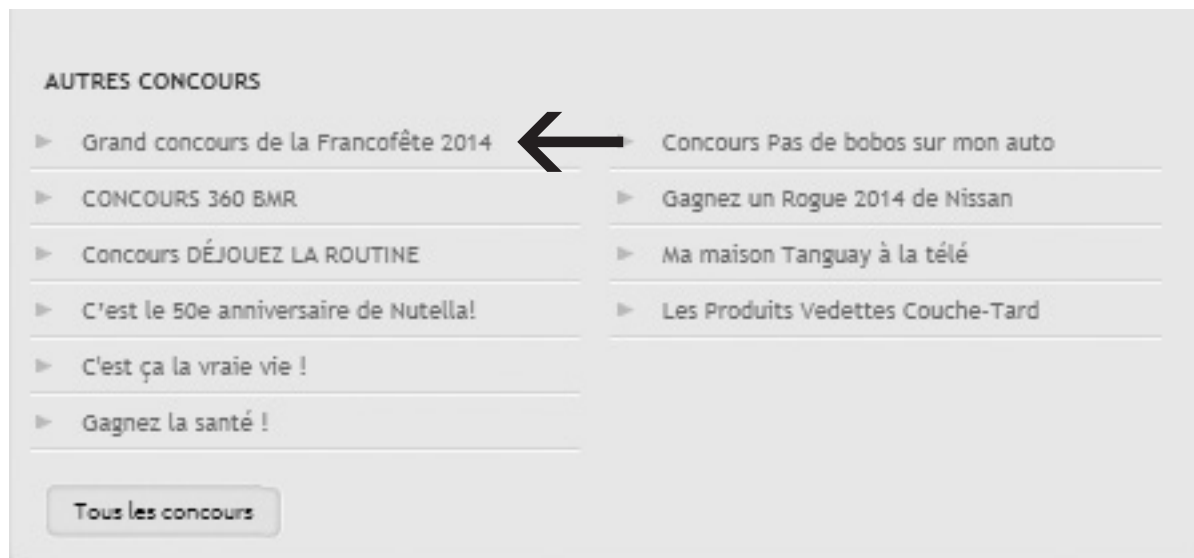 AUTRES CONCOURS
Grand concours de la Francofête 2014
CONCOURS 360 BMR
Concours DÉJOUEZ LA ROUTINE
C'est le 50e anniversaire de Nutella!
C'est ça la vraie vie !
Gagnez la santé !
Concours Pas de bobos sur mon auto
Gagnez un Rogue 2014 de Nissan
Ma maison Tanguay à la télé
Les Produits Vedettes Couche-Tard
Tous les concours